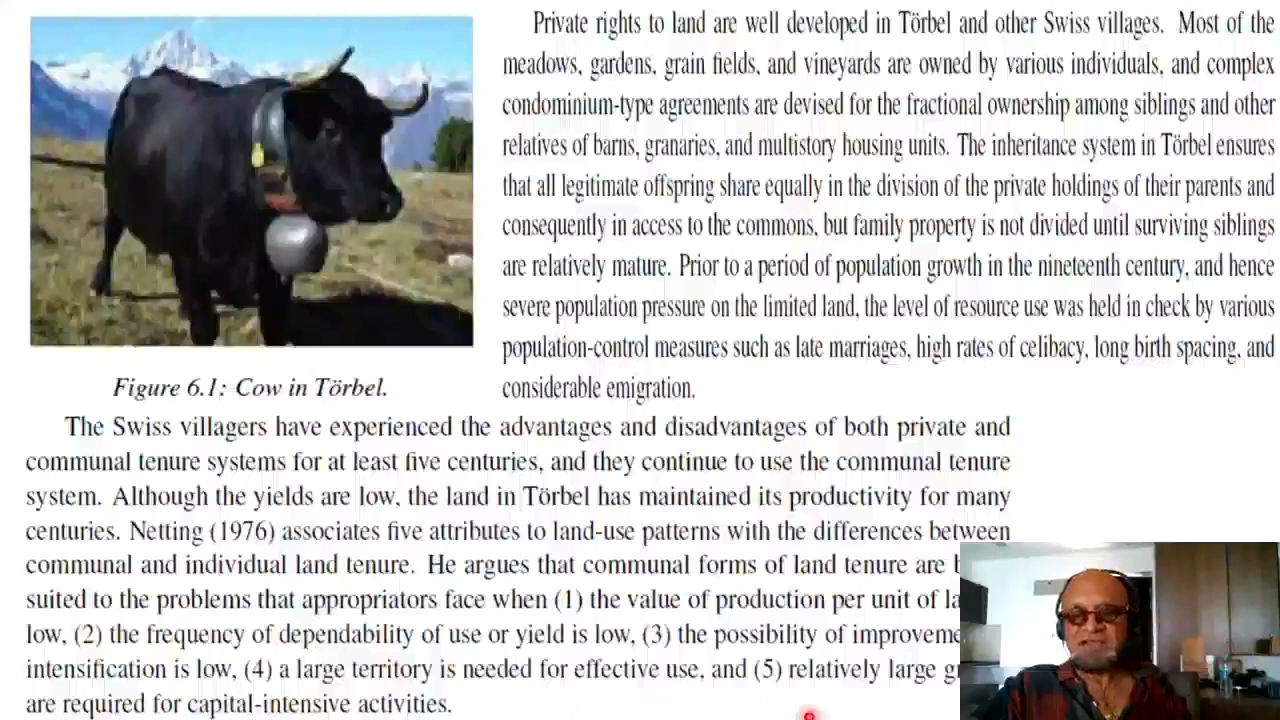 Private rights to land are well developed in Törbel and other Swiss villages. Most of the
meadows, gardens, grain fields, and vineyards are owned by various individuals, and complex
condominium-type agreements are devised for the fractional ownership among siblings and other
relatives of barns, granaries, and multistory housing units. The inheritance system in Törbel ensures
that all legitimate offspring share equally in the division of the private holdings of their parents and
consequently in access to the commons, but family property is not divided until surviving siblings
are relatively mature. Prior to a period of population growth in the nineteenth century, and hence
severe population pressure on the limited land, the level of resource use was held in check by various
population-control measures such as late marriages, high rates of celibacy, long birth spacing, and
considerable emigration.
Figure 6.1: Cow in Törbel.
The Swiss villagers have experienced the advantages and disadvantages of both private and
communal tenure systems for at least five centuries, and they continue to use the communal tenure
system. Although the yields are low, the land in Törbel has maintained its productivity for many
centuries. Netting (1976) associates five attributes to land-use patterns with the differences between
communal and individual land tenure. He argues that communal forms of land tenure are
suited to the problems that appropriators face when (1) the value of production per unit of
low, (2) the frequency of dependability of use or yield is low, (3) the possibility of
intensification is low, (4) a large territory is needed for effective use, and (5) relatively large
are required for capital-intensive activities.